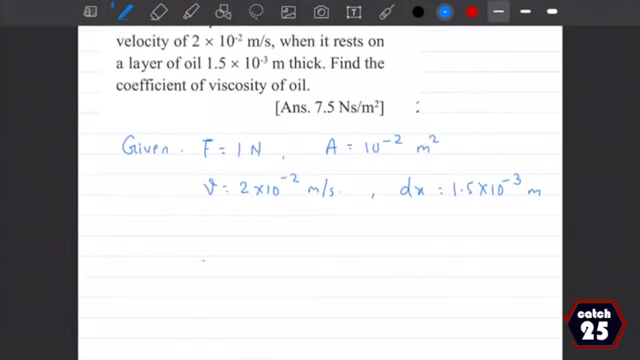 velocity of 2 × 10⁻² m/s, when it rests on
a layer of oil 1.5 × 10⁻³ m thick. Find the
coefficient of viscosity of oil.
[Ans. 7.5 Ns/m²]
Given. F = 1 N , A = 10⁻² m²
v = 2 × 10⁻² m/s. , dx = 1.5 × 10⁻³ m
catch
25